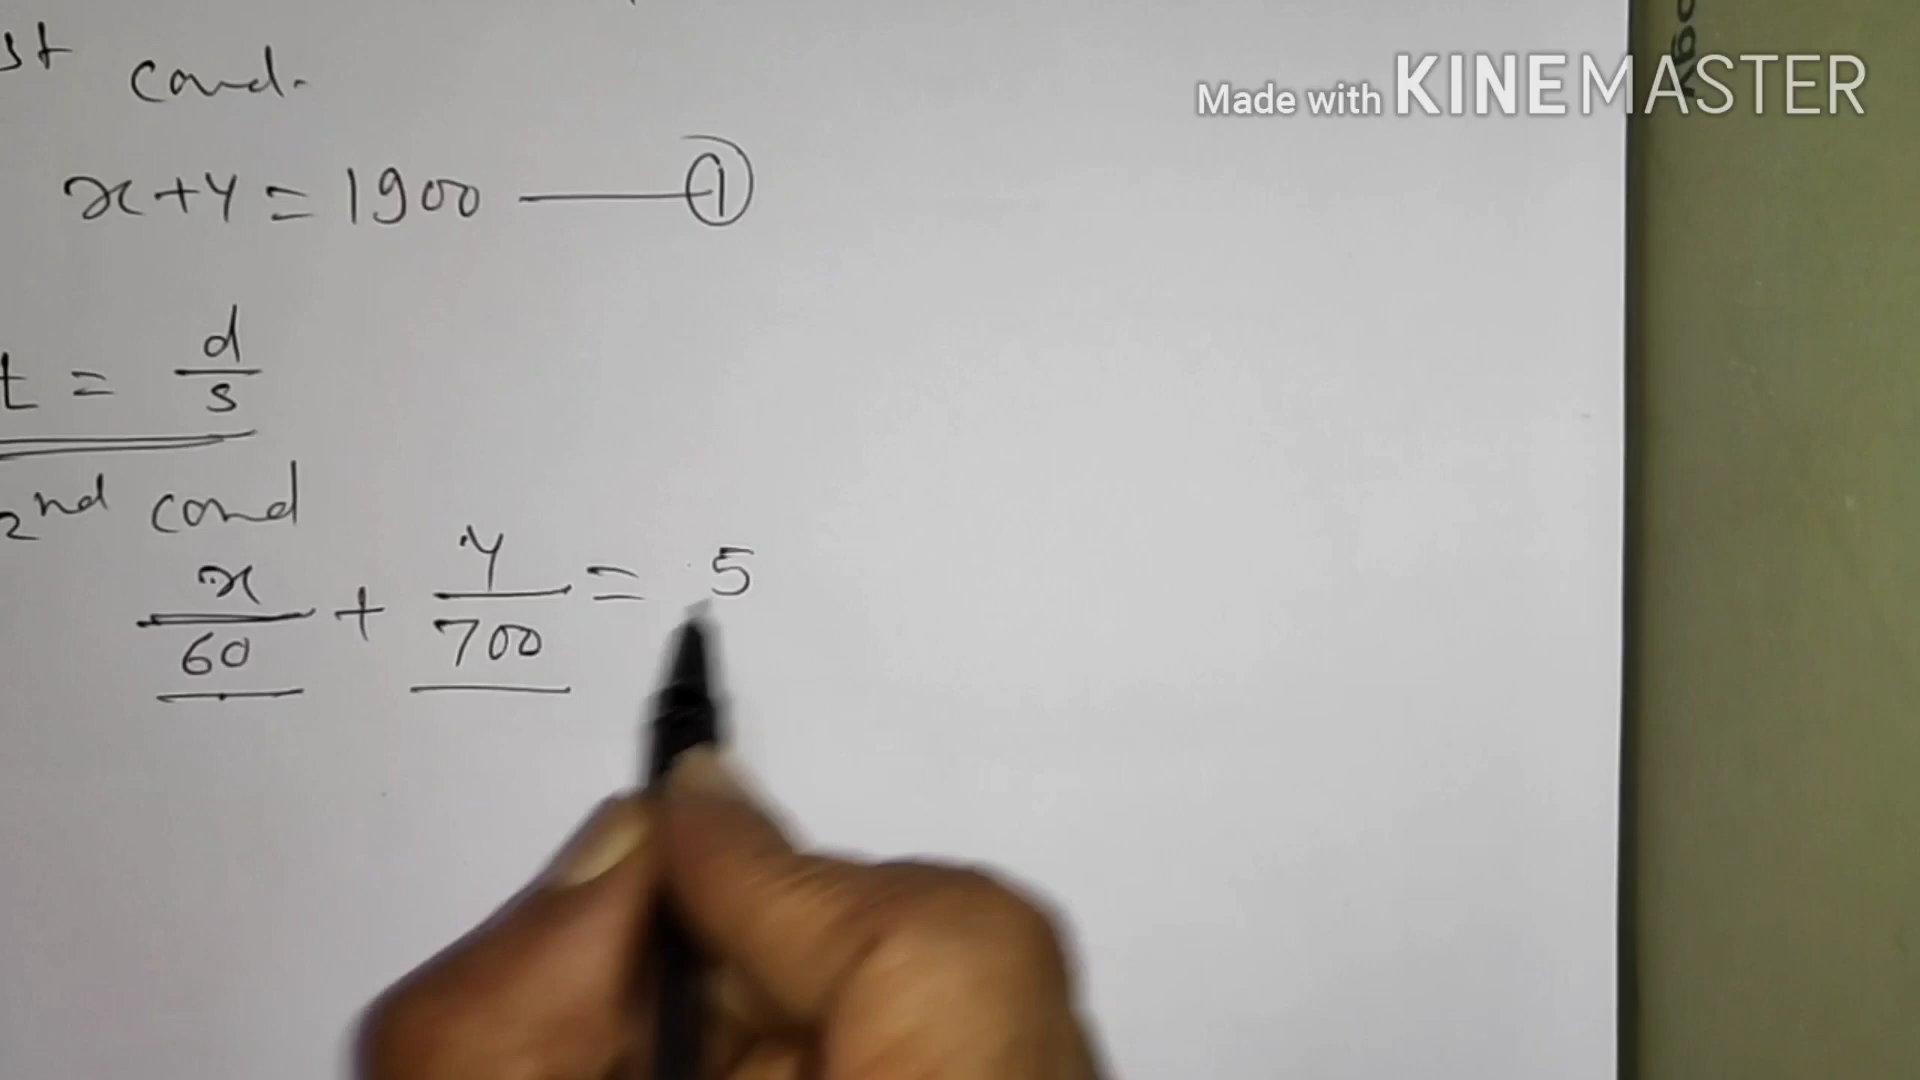 st cond.
Made with KINEMASTER
x+y = 1900 ——— ①
t = d/s
2nd cond
x/60 + y/700 = 5